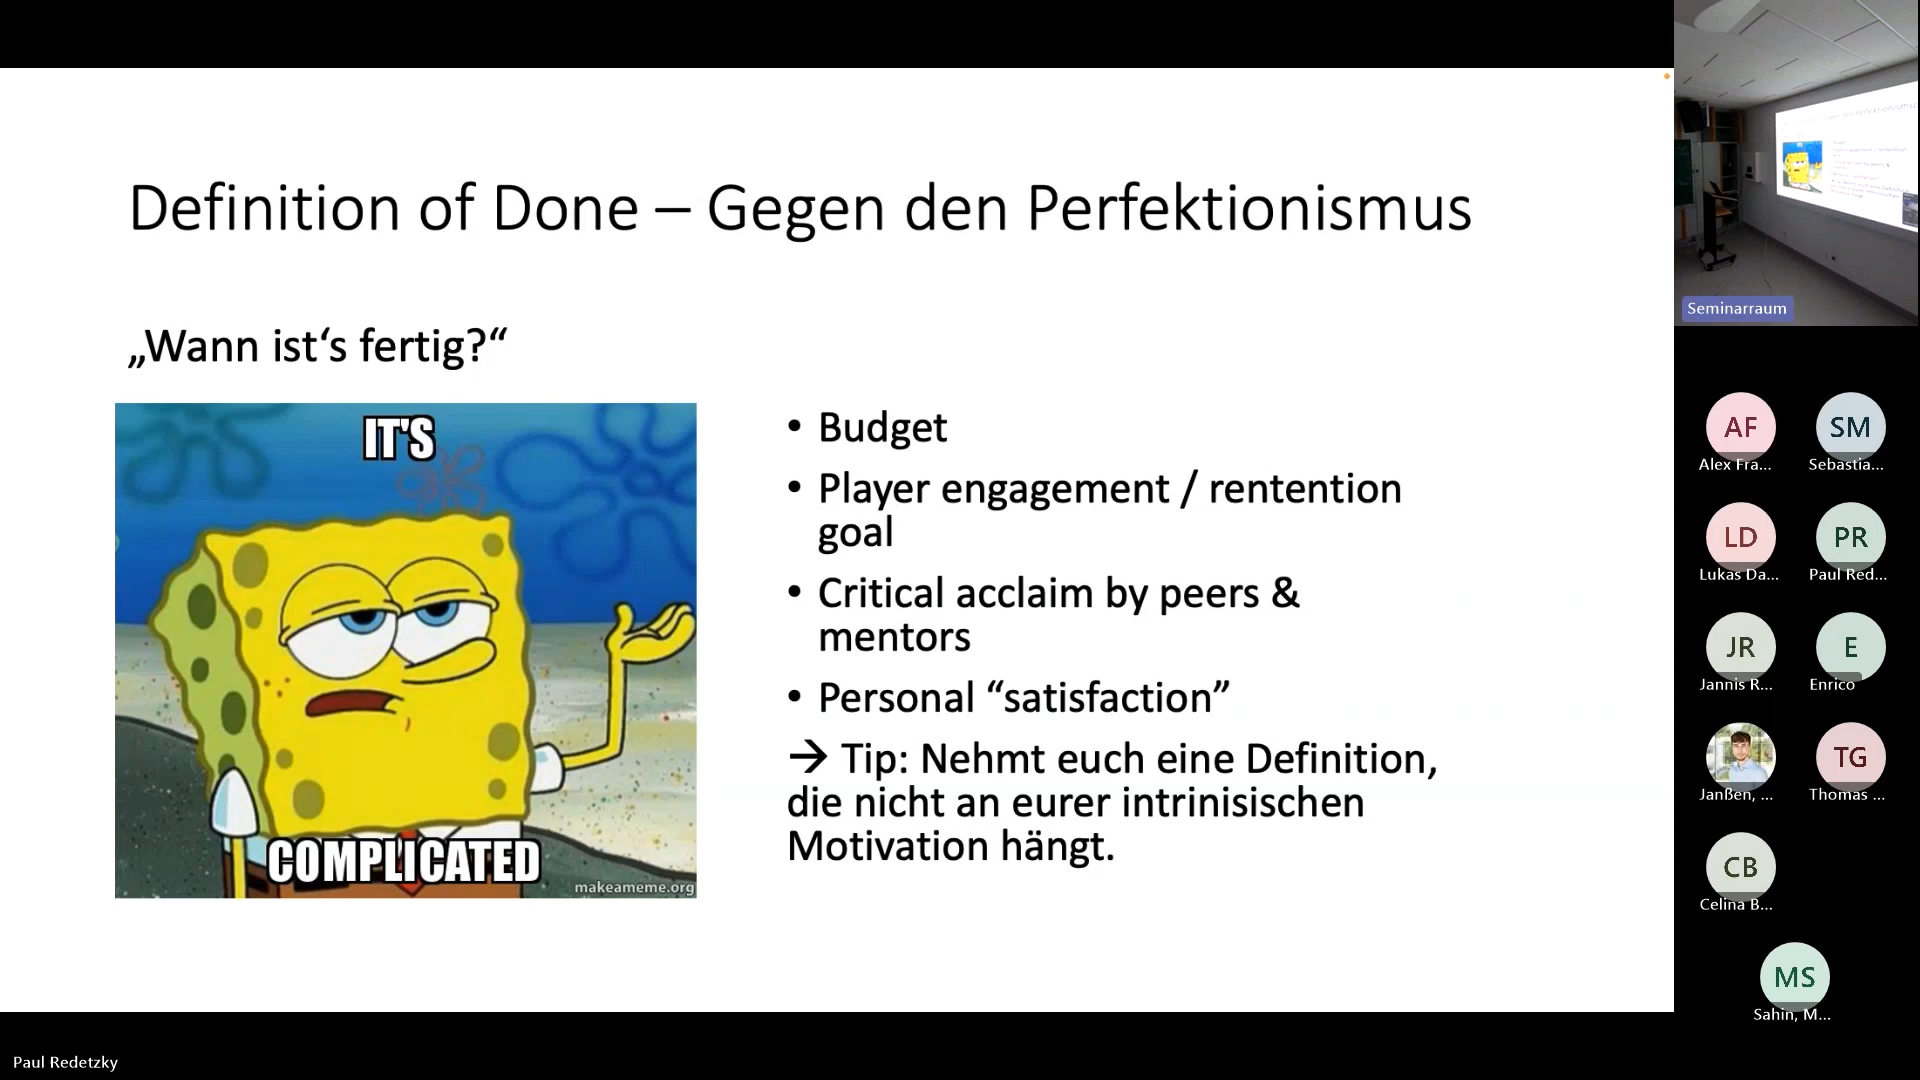 Definition of Done – Gegen den Perfektionismus
„Wann ist‘s fertig?“
IT'S
COMPLICATED
makeameme.org
• Budget
• Player engagement / rentention
goal
• Critical acclaim by peers &
mentors
• Personal “satisfaction”
→ Tip: Nehmt euch eine Definition,
die nicht an eurer intrinisischen
Motivation hängt.
Seminarraum
AF
Alex Fra...
SM
Sebastia...
LD
Lukas Da...
PR
Paul Red...
JR
Jannis R...
E
Enrico
Janßen, ...
TG
Thomas ...
CB
Celina B...
MS
Sahin, M...
Paul Redetzky